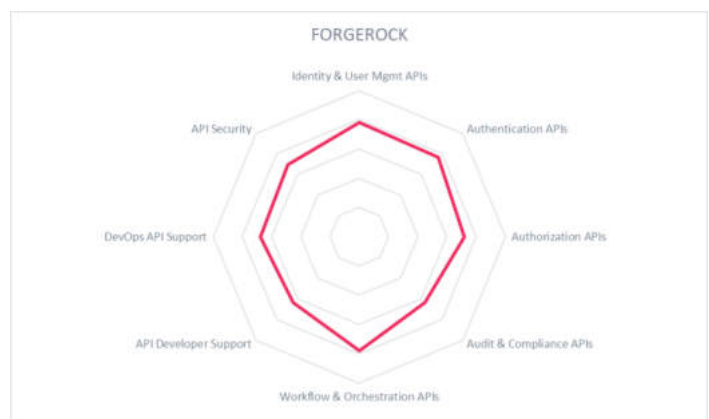 FORGEROCK
Identity & User Mgmt APIs
API Security
Authentication APIs
DevOps API Support
Authorization APIs
API Developer Support
Audit & Compliance APIs
Workflow & Orchestration APIs